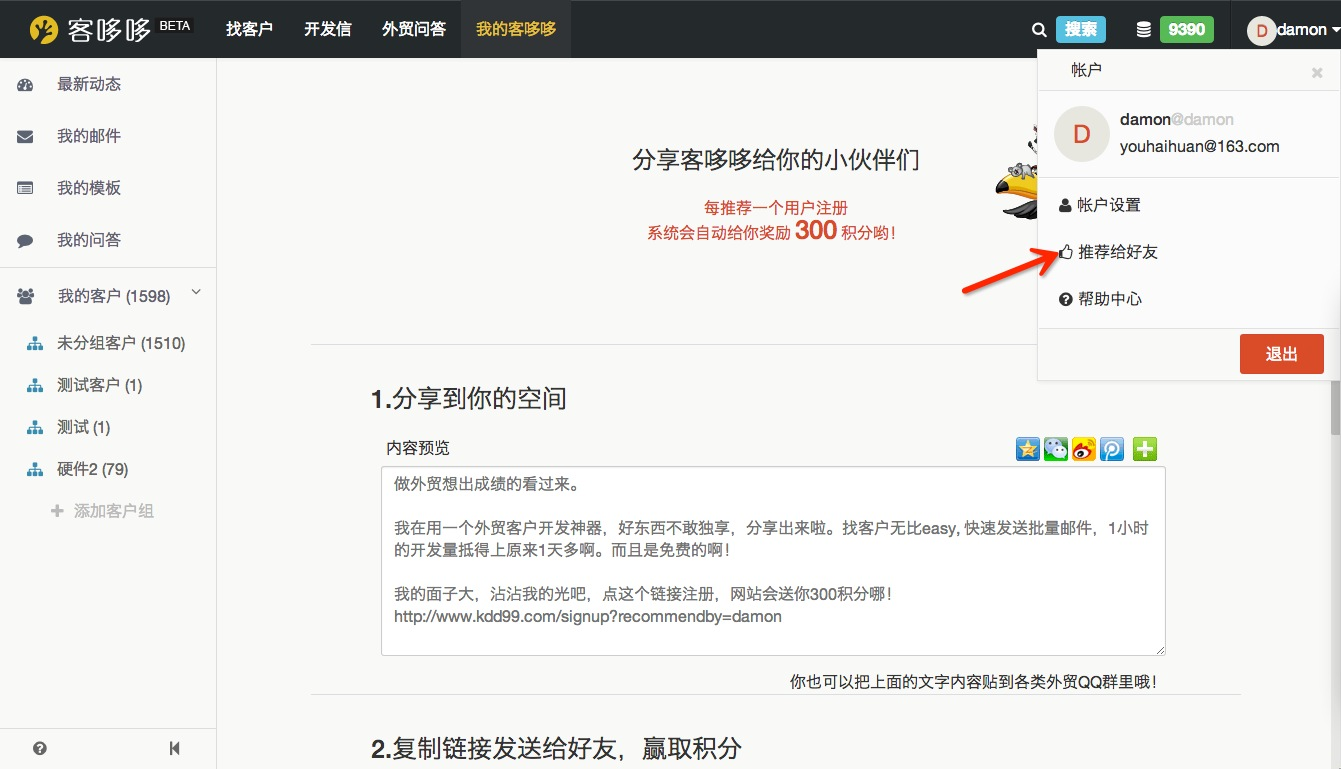 客哆哆 BETA
找客户 开发信 外贸问答 我的客哆哆 搜索 9390 D damon
最新动态
我的邮件
我的模板
我的问答
我的客户 (1598)
未分组客户 (1510)
测试客户 (1)
测试 (1)
硬件2 (79)
添加客户组
分享客哆哆给你的小伙伴们
每推荐一个用户注册
系统会自动给你奖励 300 积分哟！
帐户
D
damon@damon
youhaihuan@163.com
帐户设置
推荐给好友
帮助中心
退出
1.分享到你的空间
内容预览
做外贸想出成绩的看过来。
我在用一个外贸客户开发神器，好东西不敢独享，分享出来啦。找客户无比easy, 快速发送批量邮件，1小时
的开发量抵得上原来1天多啊。而且是免费的啊！
我的面子大，沾沾我的光吧，点这个链接注册，网站会送你300积分哪！
http://www.kdd99.com/signup?recommendby=damon
你也可以把上面的文字内容贴到各类外贸QQ群里哦！
2.复制链接发送给好友，赢取积分